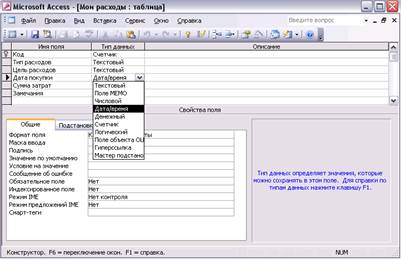 Microsoft Access - [Мои расходы : таблица]
Файл Правка Вид Вставка Сервис Окно Справка Введите вопрос
Имя поля Тип данных Описание
Код Счетчик
Тип расходов Текстовый
Цель расходов Текстовый
Дата покупки Дата/время
Сумма затрат Текстовый
Замечания Поле МЕМО
Числовой
Дата/время
Денежный
Счетчик
Логический
Поле объекта OL
Гиперссылка
Мастер подстано
Свойства поля
Общие Подстанов
Формат поля
Маска ввода
Подпись
Значение по умолчанию
Условие на значение
Сообщение об ошибке
Обязательное поле Нет
Индексированное поле Нет
Режим IME Нет контроля
Режим предложений IME Нет
Смарт-теги
Тип данных определяет значения, которые
можно сохранять в этом поле. Для справки по
типам данных нажмите клавишу F1.
Конструктор. F6 = переключение окон. F1 = справка. NUM